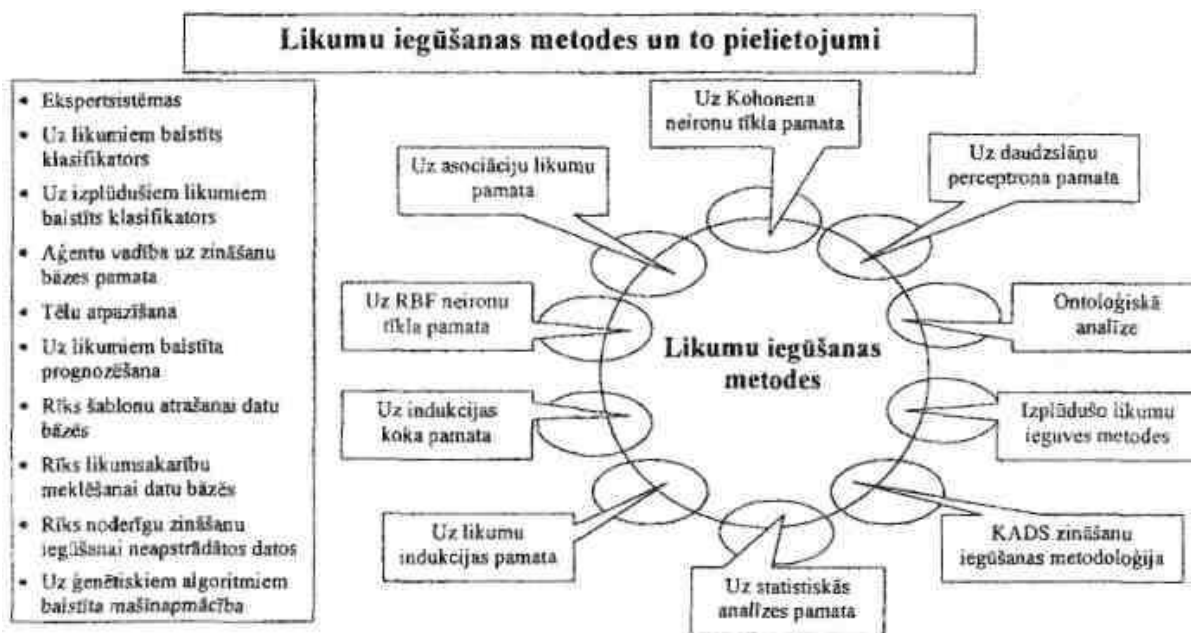 Likumu iegūšanas metodes un to pielietojumi
• Ekspertsistēmas
• Uz likumiem balstīts
klasifikators
• Uz izplūdušiem likumiem
balstīts klasifikators
• Aģentu vadība uz zināšanu
bāzes pamata
• Tēlu atpazīšana
• Uz likumiem balstīta
prognozēšana
• Rīks šablonu atrašanai datu
bāzēs
• Rīks likumsakarību
meklēšanai datu bāzēs
• Rīks noderīgu zināšanu
iegūšanai neapstrādātos datos
• Uz ģenētiskiem algoritmiem
balstīta mašīnapmācība
Uz Kohonena
neironu tīkla pamata
Uz asociāciju likumu
pamata
Uz daudzslāņu
perceptrona pamata
Uz RBF neironu
tīkla pamata
Ontoloģiskā
analīze
Likumu iegūšanas
metodes
Uz indukcijas
koka pamata
Izplūdušo likumu
ieguves metodes
Uz likumu
indukcijas pamata
KADS zināšanu
iegūšanas metodoloģija
Uz statistiskās
analīzes pamata